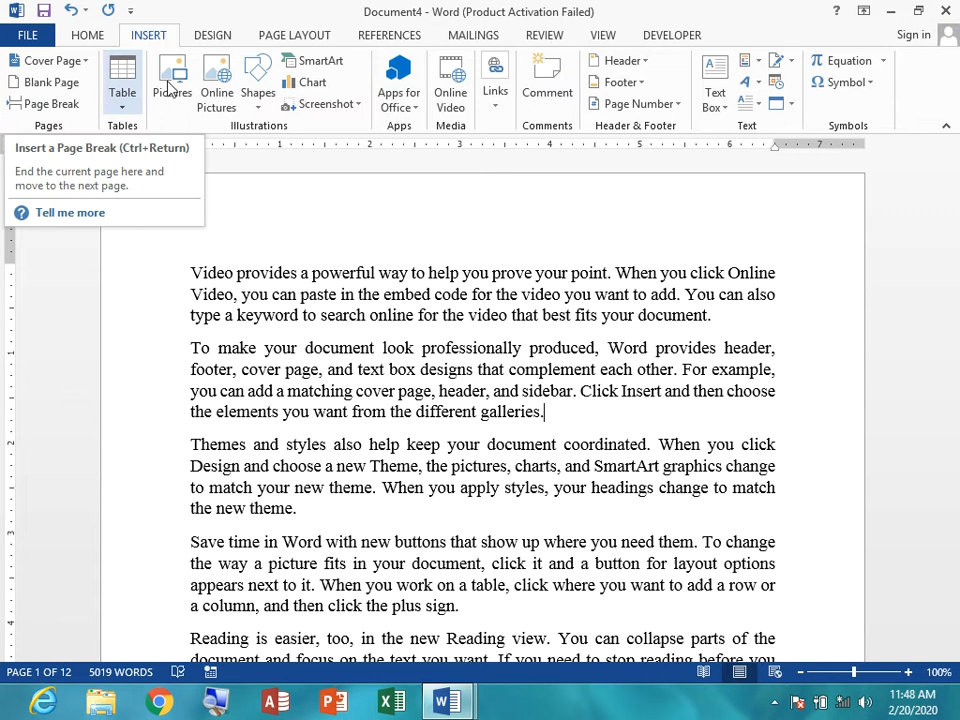 Document4 - Word (Product Activation Failed)
FILE HOME INSERT DESIGN PAGE LAYOUT REFERENCES MAILINGS REVIEW VIEW DEVELOPER Sign in
Cover Page
Blank Page
Page Break
Pages
Table
Tables
Pictures
Online Pictures
Shapes
SmartArt
Chart
Screenshot
Illustrations
Apps for Office
Apps
Online Video
Media
Links
Comment
Comments
Header
Footer
Page Number
Header & Footer
Text Box
Text
Equation
Symbol
Symbols
Insert a Page Break (Ctrl+Return)
End the current page here and
move to the next page.
Tell me more
1 2 3 4 5 6 7
Video provides a powerful way to help you prove your point. When you click Online
Video, you can paste in the embed code for the video you want to add. You can also
type a keyword to search online for the video that best fits your document.
To make your document look professionally produced, Word provides header,
footer, cover page, and text box designs that complement each other. For example,
you can add a matching cover page, header, and sidebar. Click Insert and then choose
the elements you want from the different galleries.
Themes and styles also help keep your document coordinated. When you click
Design and choose a new Theme, the pictures, charts, and SmartArt graphics change
to match your new theme. When you apply styles, your headings change to match
the new theme.
Save time in Word with new buttons that show up where you need them. To change
the way a picture fits in your document, click it and a button for layout options
appears next to it. When you work on a table, click where you want to add a row or
a column, and then click the plus sign.
Reading is easier, too, in the new Reading view. You can collapse parts of the
document and focus on the text you want. If you need to stop reading before you
PAGE 1 OF 12 5019 WORDS 100%
11:48 AM
2/20/2020